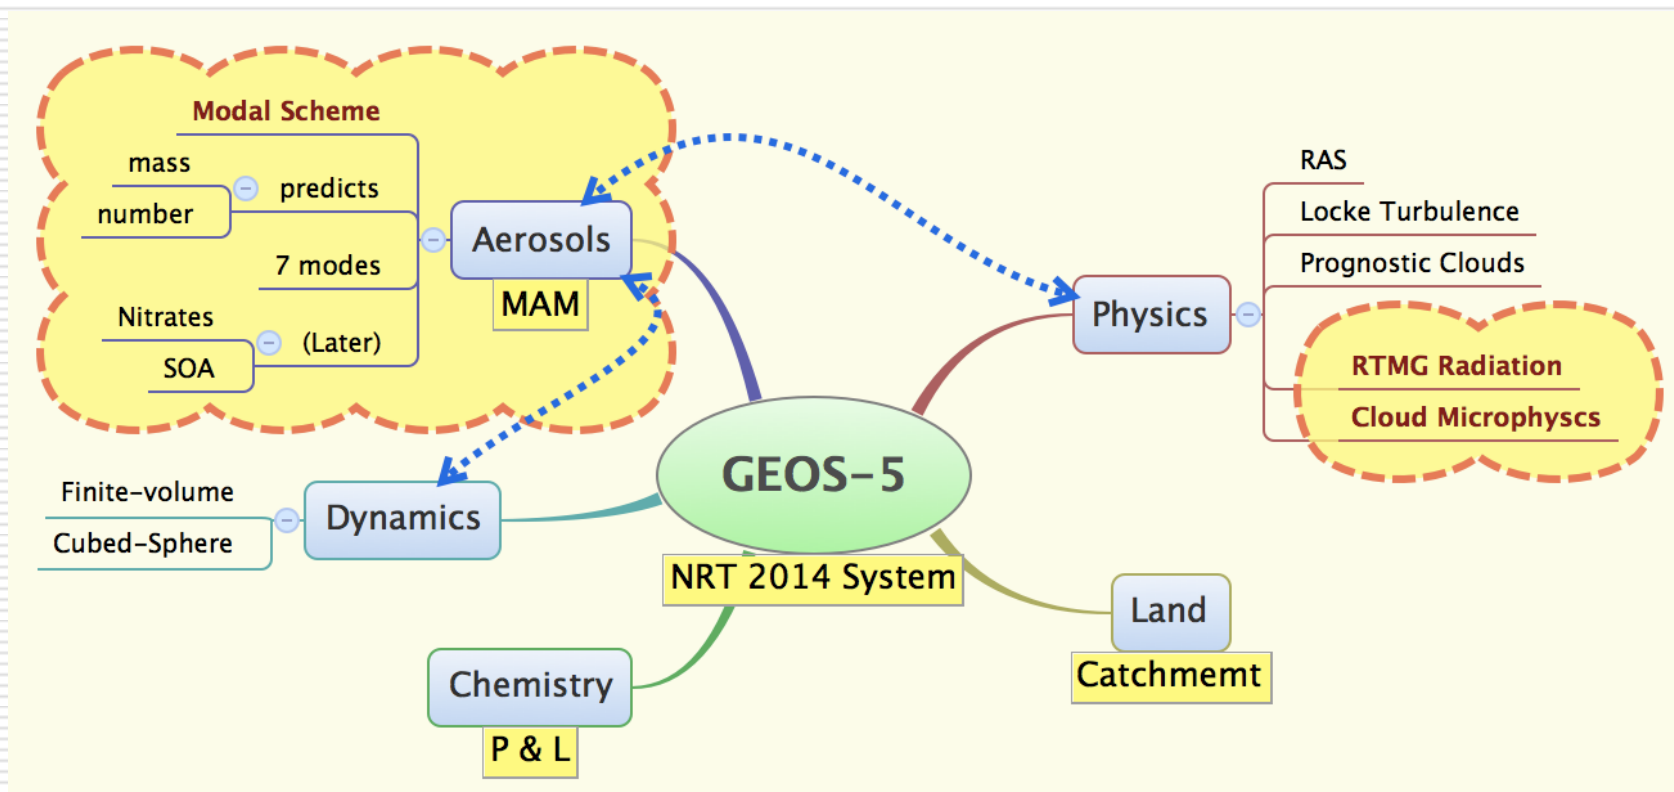 Modal Scheme
mass
number
predicts
7 modes
Nitrates
SOA
(Later)
Aerosols
MAM
RAS
Locke Turbulence
Prognostic Clouds
RTMG Radiation
Cloud Microphyscs
Physics
GEOS-5
NRT 2014 System
Finite-volume
Cubed-Sphere
Dynamics
Chemistry
P & L
Land
Catchmemt